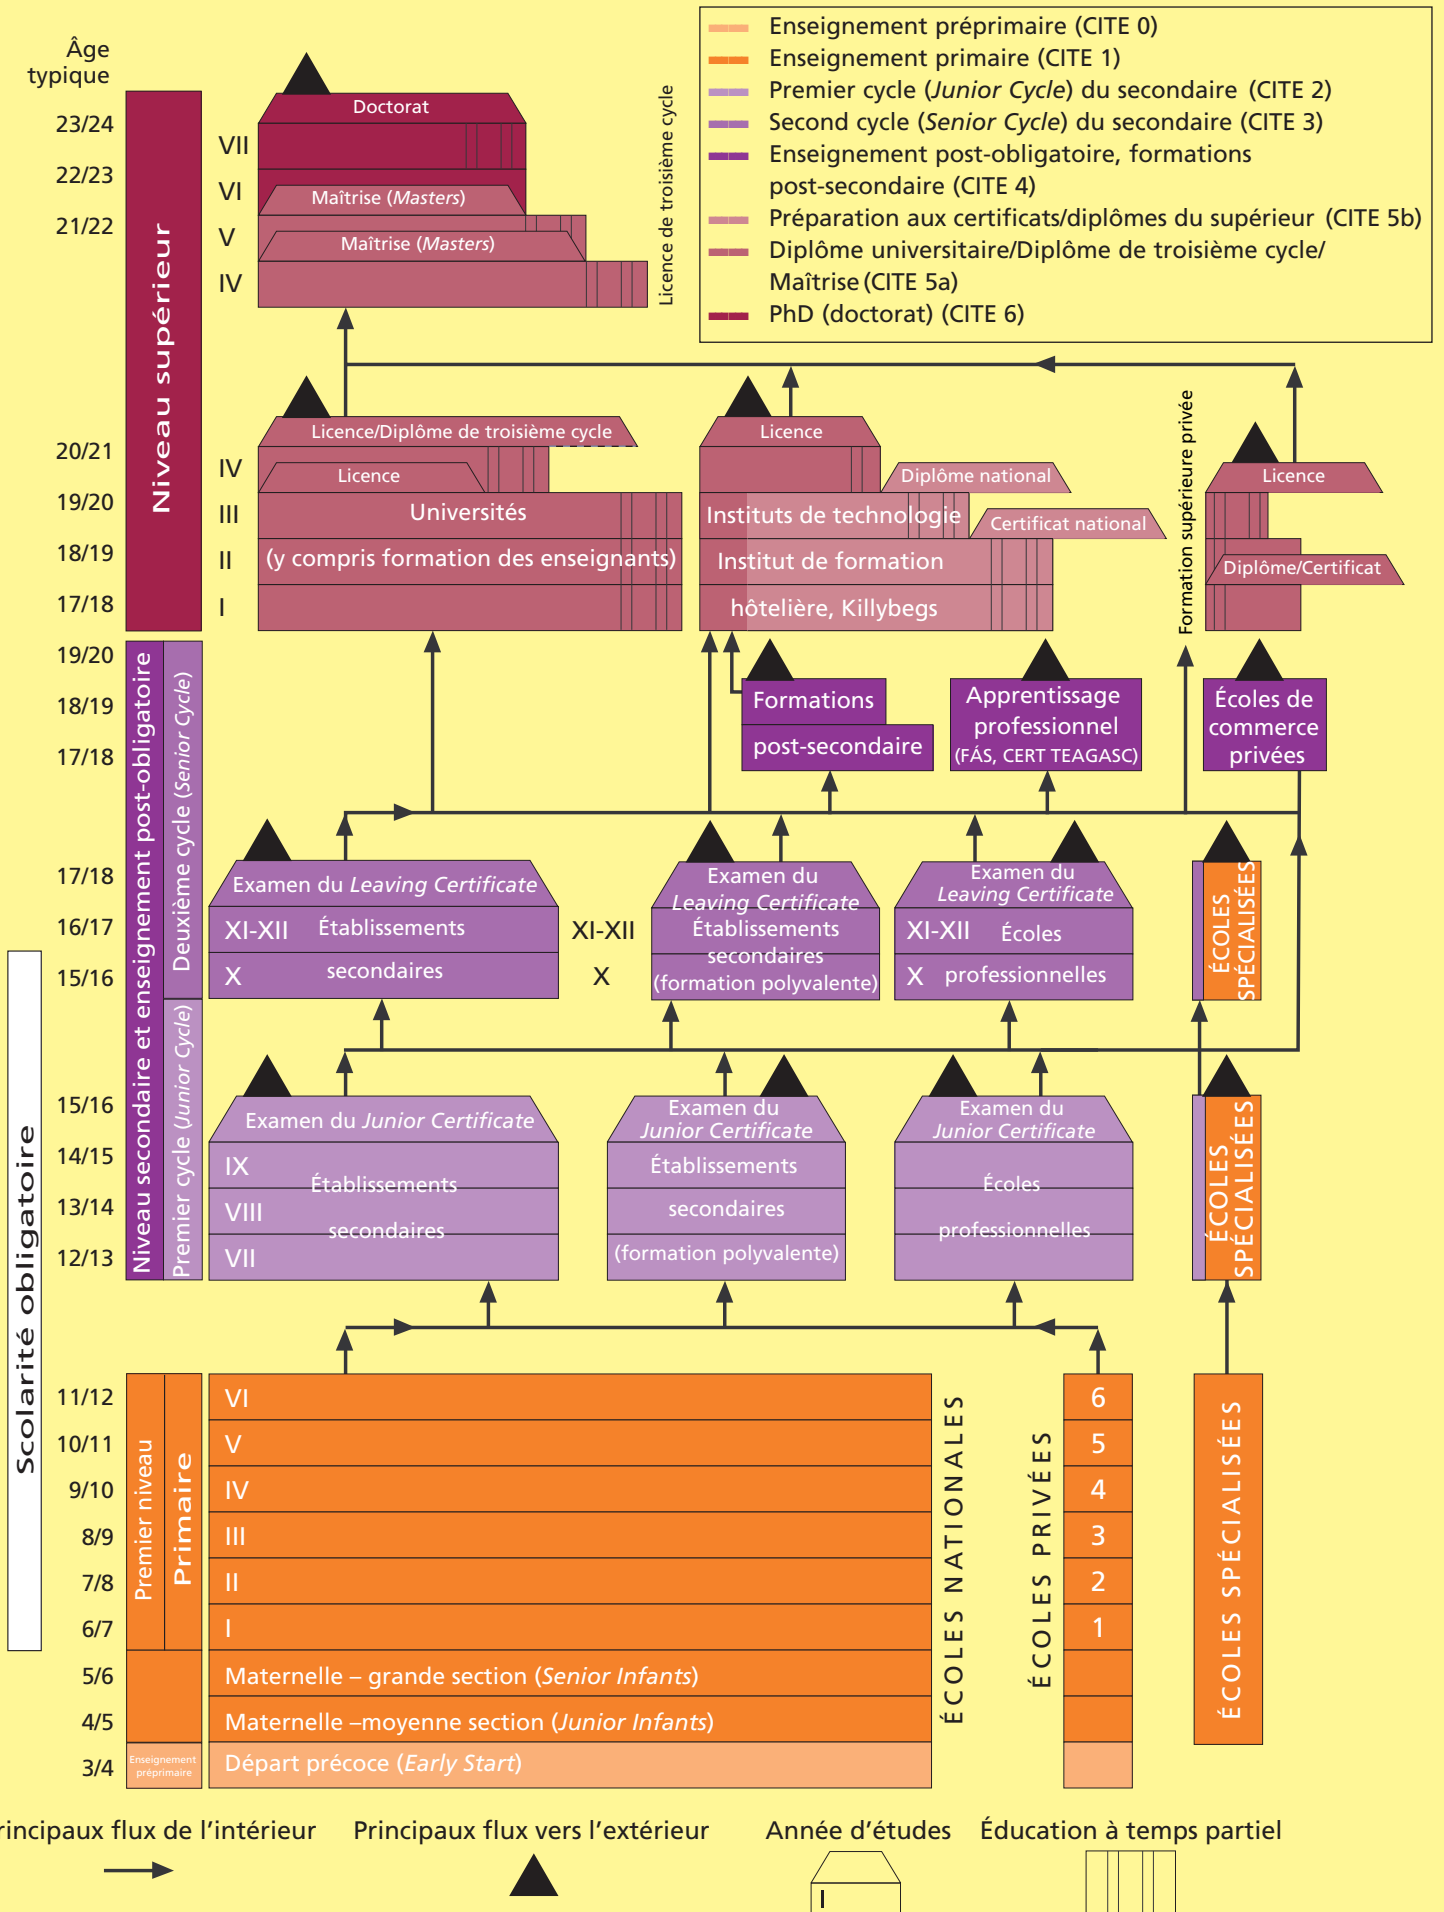 Âge
typique
Enseignement préprimaire (CITE 0)
Enseignement primaire (CITE 1)
Premier cycle (Junior Cycle) du secondaire (CITE 2)
Second cycle (Senior Cycle) du secondaire (CITE 3)
Enseignement post-obligatoire, formations
post-secondaire (CITE 4)
Préparation aux certificats/diplômes du supérieur (CITE 5b)
Diplôme universitaire/Diplôme de troisième cycle/
Maîtrise (CITE 5a)
PhD (doctorat) (CITE 6)
Niveau supérieur
23/24
22/23
21/22
Doctorat
VII
VI
Maîtrise (Masters)
V
Maîtrise (Masters)
IV
Licence de troisième cycle
20/21
19/20
18/19
17/18
Licence/Diplôme de troisième cycle
IV
Licence
III
Universités
II
(y compris formation des enseignants)
I
Licence
Diplôme national
Instituts de technologie
Certificat national
Institut de formation
hôtelière, Killybegs
Formation supérieure privée
Licence
Diplôme/Certificat
Niveau secondaire et enseignement post-obligatoire
Deuxième cycle (Senior Cycle)
Premier cycle (Junior Cycle)
19/20
18/19
17/18
Formations
post-secondaire
Apprentissage
professionnel
(FÁS, CERT TEAGASC)
Écoles de
commerce
privées
17/18
16/17
15/16
Examen du Leaving Certificate
XI-XII
Établissements
X
secondaires
XI-XII
X
Examen du
Leaving Certificate
Établissements
secondaires
(formation polyvalente)
Examen du
Leaving Certificate
XI-XII
Écoles
X
professionnelles
ÉCOLES
SPÉCIALISÉES
Scolarité obligatoire
15/16
14/15
13/14
12/13
Examen du Junior Certificate
IX
Établissements
VIII
secondaires
VII
Examen du
Junior Certificate
Établissements
secondaires
(formation polyvalente)
Examen du
Junior Certificate
Écoles
professionnelles
ÉCOLES
SPÉCIALISÉES
11/12
10/11
9/10
8/9
7/8
6/7
5/6
4/5
3/4
Premier niveau
Primaire
Enseignement
préprimaire
VI
V
IV
III
II
I
Maternelle – grande section (Senior Infants)
Maternelle –moyenne section (Junior Infants)
Départ précoce (Early Start)
ÉCOLES NATIONALES
ÉCOLES PRIVÉES
6
5
4
3
2
1
ÉCOLES SPÉCIALISÉES
rincipaux flux de l'intérieur
Principaux flux vers l'extérieur
Année d'études
Éducation à temps partiel
I